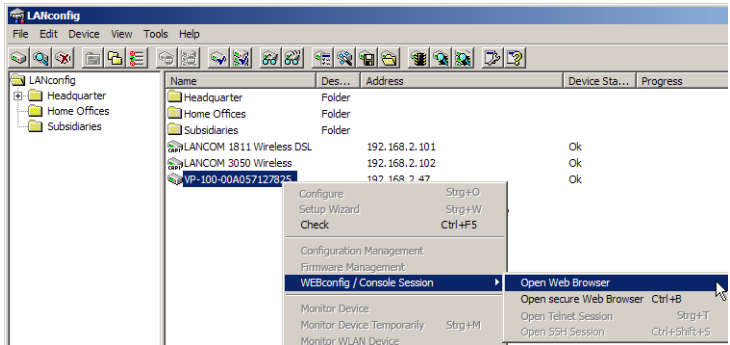 LANconfig
File Edit Device View Tools Help
LANconfig
Headquarter
Home Offices
Subsidiaries
Name Des... Address Device Sta... Progress
Headquarter Folder
Home Offices Folder
Subsidiaries Folder
CAPI LANCOM 1811 Wireless DSL 192.168.2.101 Ok
CAPI LANCOM 3050 Wireless 192.168.2.102 Ok
VP-100-00A057127825 192.168.2.47 Ok
Configure Strg+O
Setup Wizard Strg+W
Check Ctrl+F5
Configuration Management
Firmware Management
WEBconfig / Console Session
Open Web Browser
Open secure Web Browser Ctrl+B
Open Telnet Session Strg+T
Open SSH Session Ctrl+Shift+S
Monitor Device
Monitor Device Temporarily Strg+M
Monitor WLAN Device